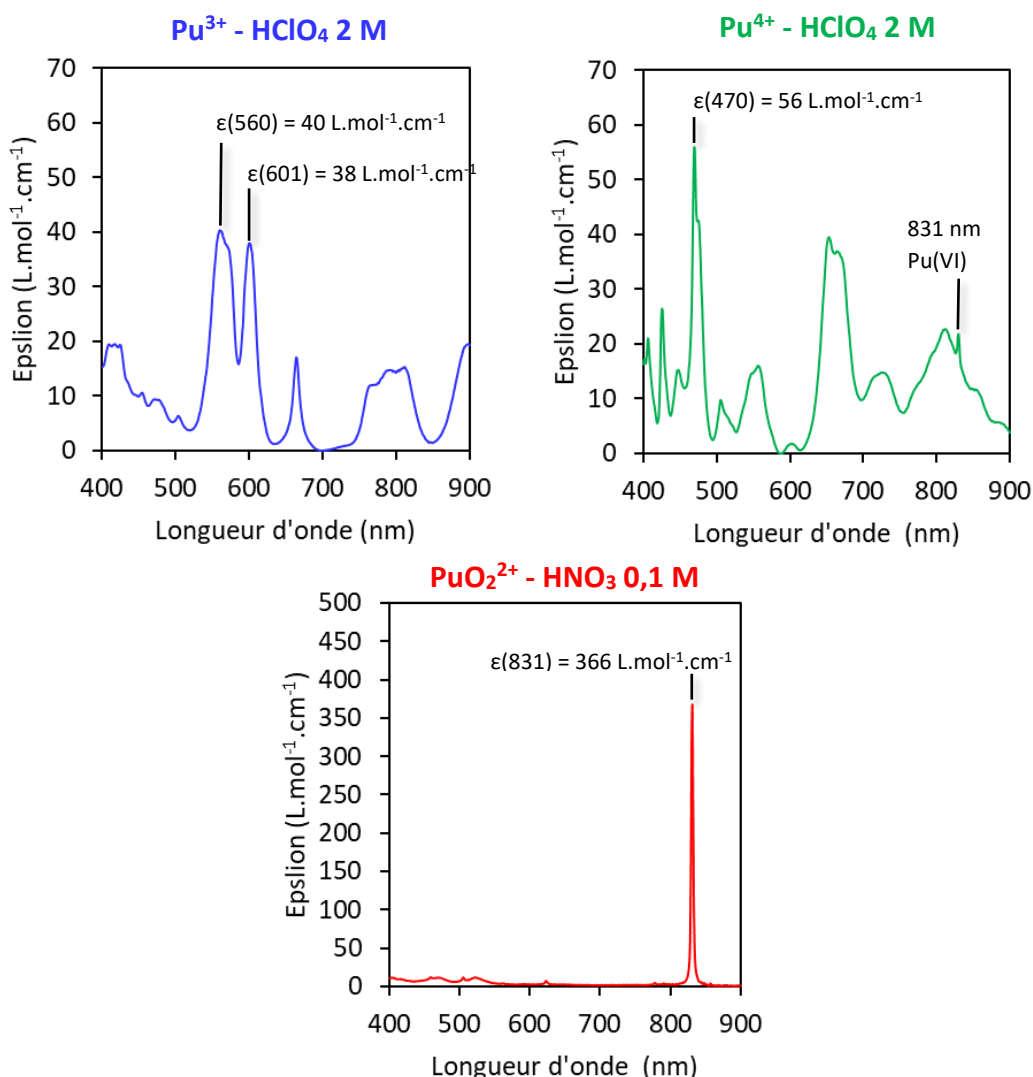 Pu³⁺ - HClO₄ 2 M
70
60
50
40
30
20
10
0
Epslion (L.mol⁻¹.cm⁻¹)
ε(560) = 40 L.mol⁻¹.cm⁻¹
ε(601) = 38 L.mol⁻¹.cm⁻¹
400 500 600 700 800 900
Longueur d'onde (nm)
Pu⁴⁺ - HClO₄ 2 M
70
60
50
40
30
20
10
0
Epslion (L.mol⁻¹.cm⁻¹)
ε(470) = 56 L.mol⁻¹.cm⁻¹
831 nm
Pu(VI)
400 500 600 700 800 900
Longueur d'onde (nm)
PuO₂²⁺ - HNO₃ 0,1 M
500
450
400
350
300
250
200
150
100
50
0
Epslion (L.mol⁻¹.cm⁻¹)
ε(831) = 366 L.mol⁻¹.cm⁻¹
400 500 600 700 800 900
Longueur d'onde (nm)